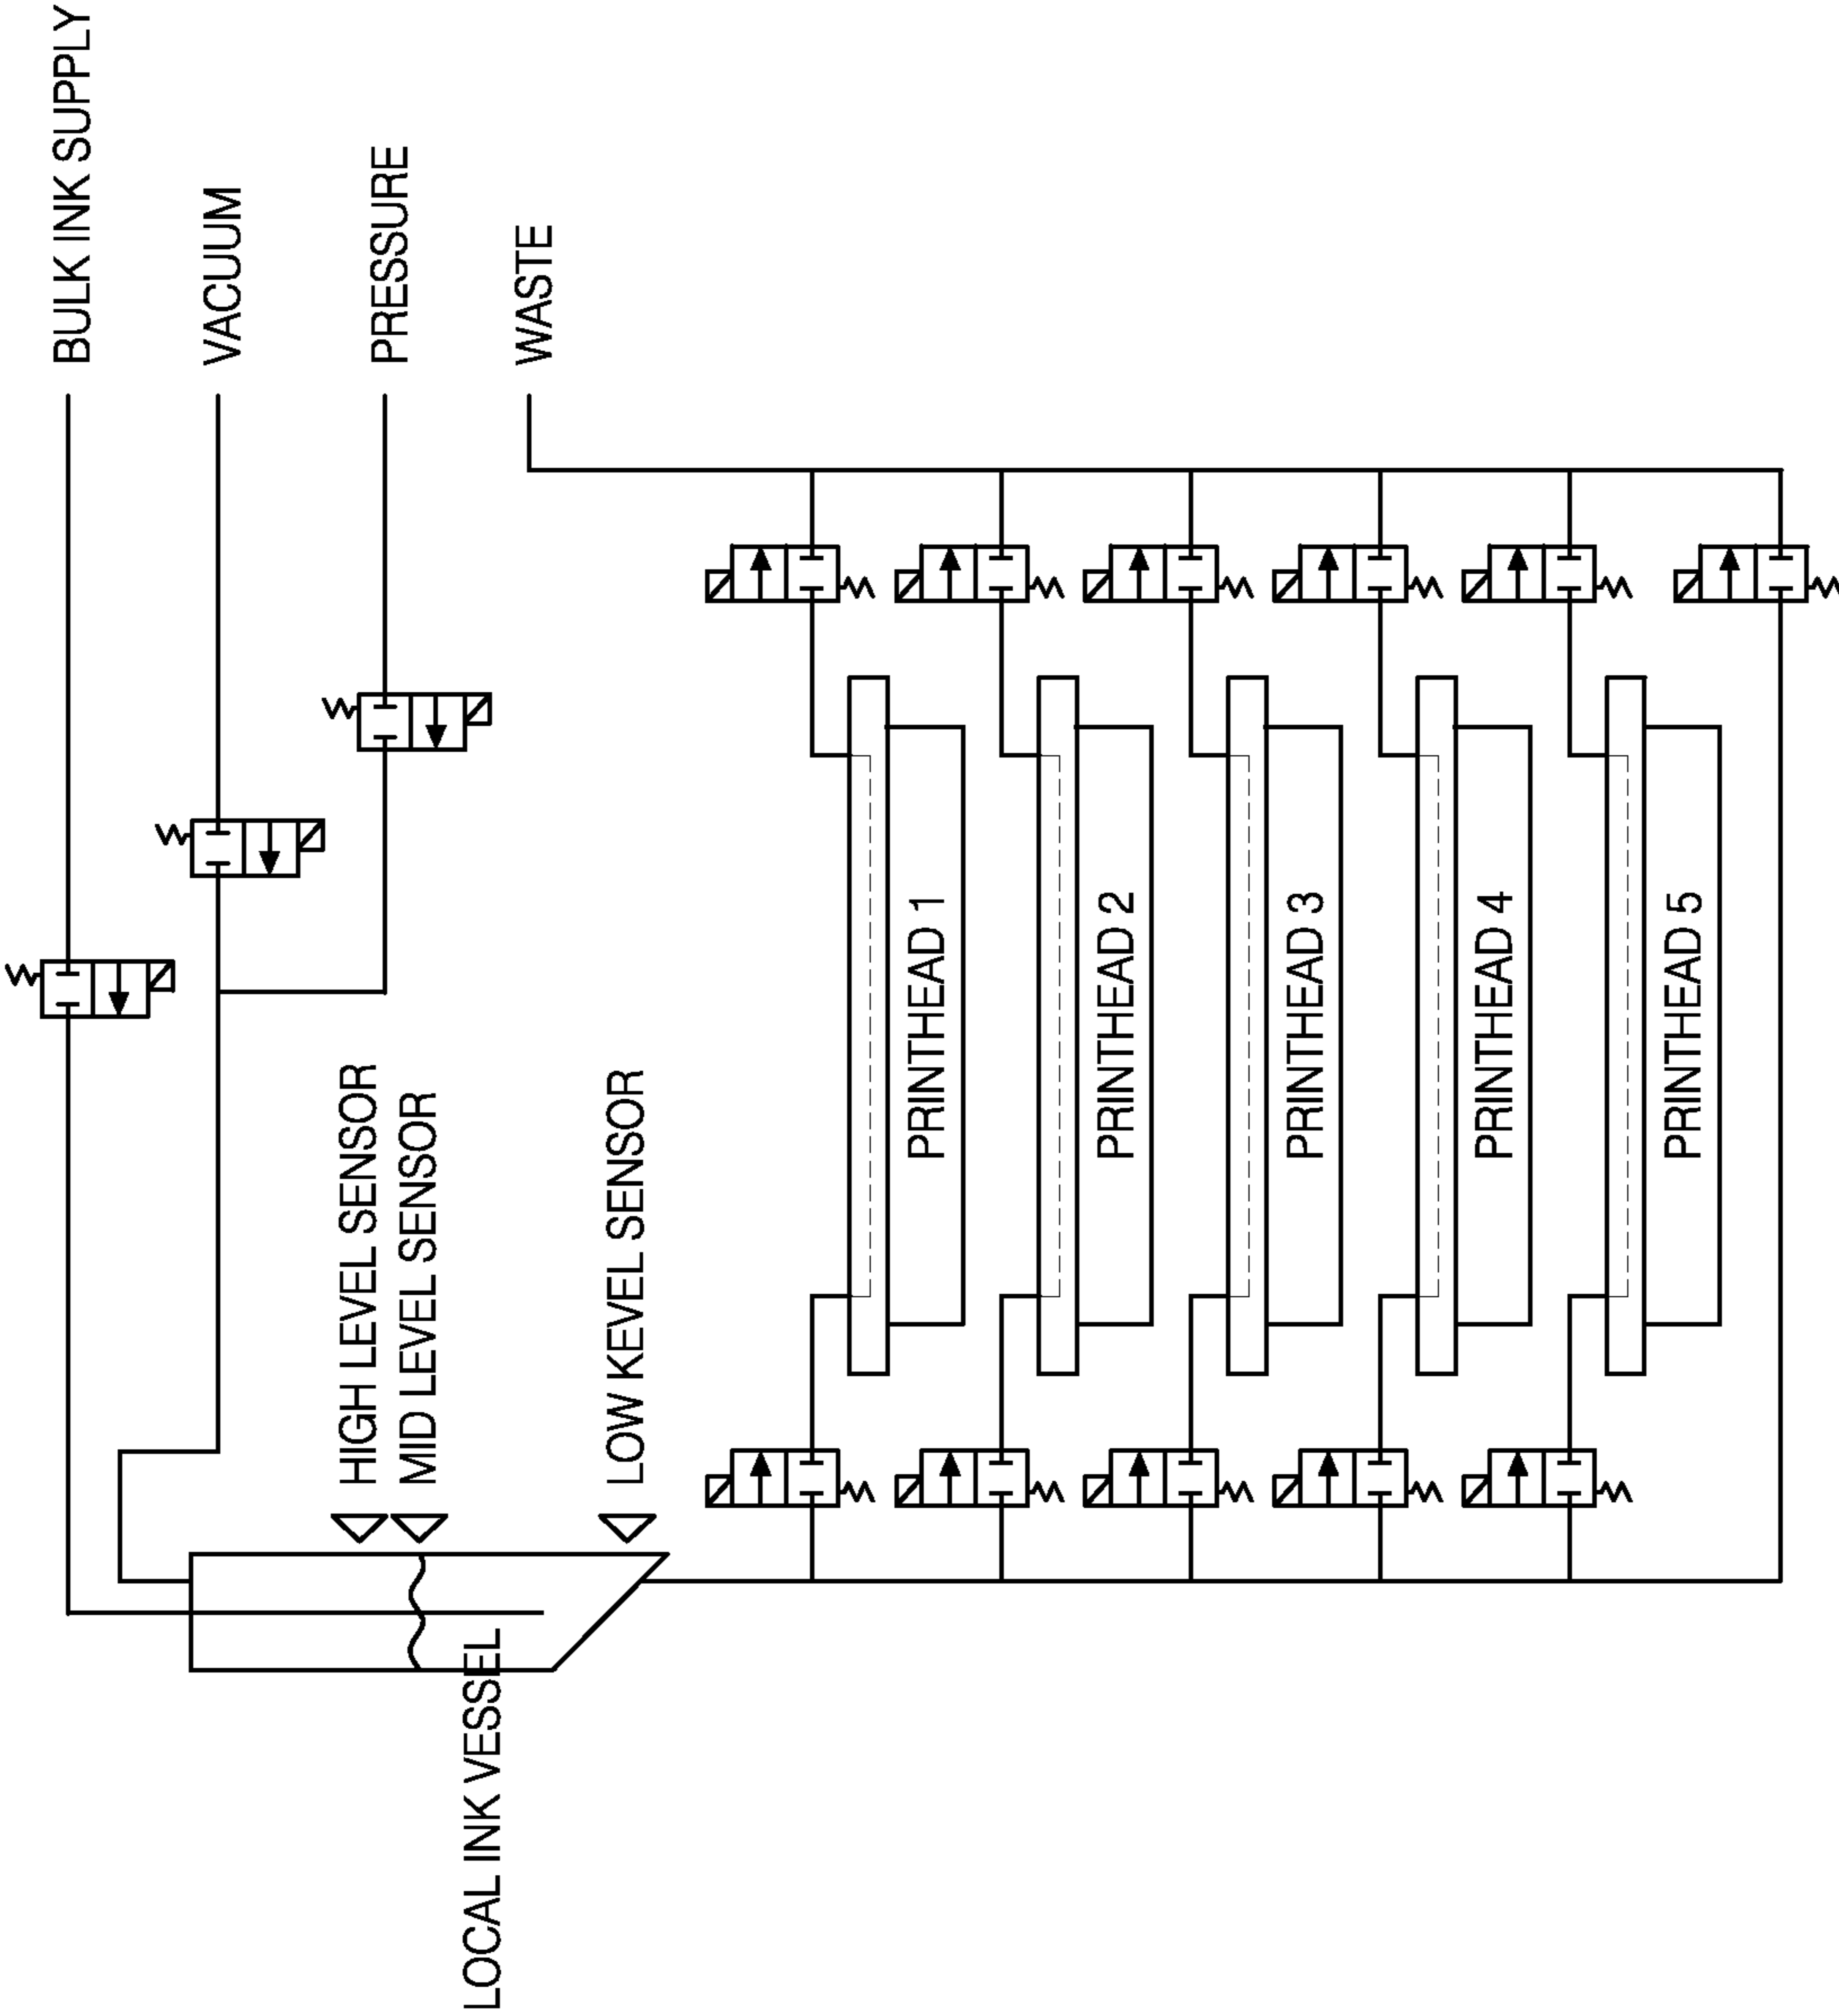 BULK INK SUPPLY
VACUUM
PRESSURE
WASTE
HIGH LEVEL SENSOR
MID LEVEL SENSOR
LOW KEVEL SENSOR
LOCAL INK VESSEL
PRINTHEAD 1
PRINTHEAD 2
PRINTHEAD 3
PRINTHEAD 4
PRINTHEAD 5